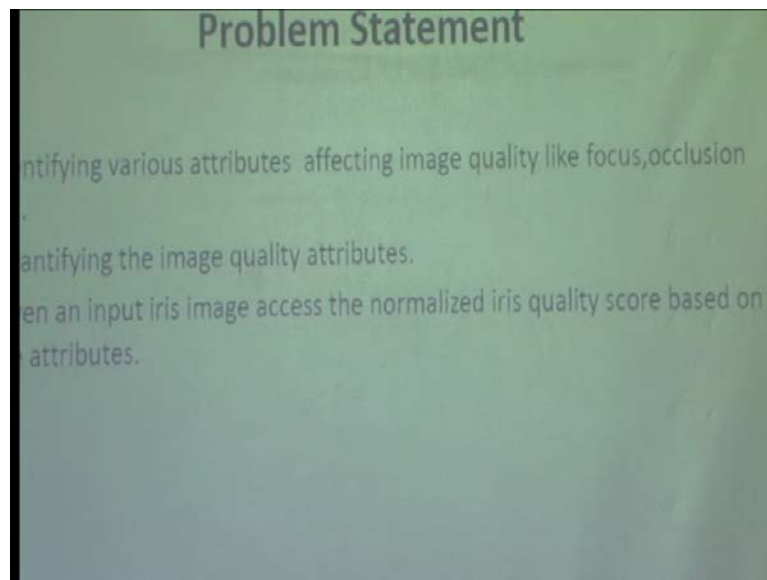 Problem Statement
ntifying various attributes affecting image quality like focus,occlusion
.
antifying the image quality attributes.
en an input iris image access the normalized iris quality score based on
attributes.